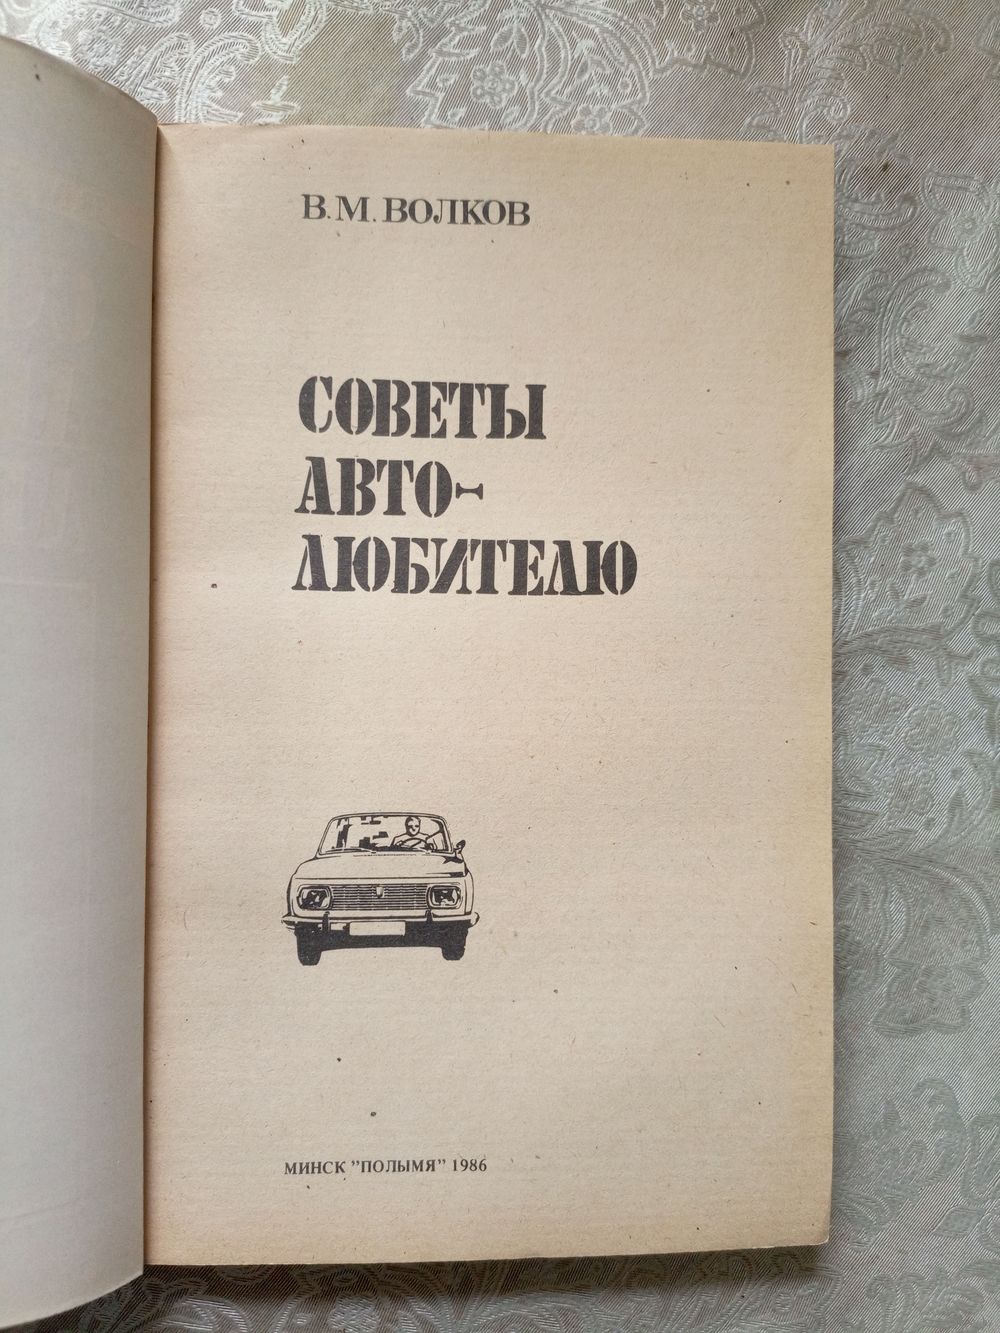 В.М.ВОЛКОВ
СОВЕТЫ
АВТО-
ЛЮБИТЕЛЮ
МИНСК "ПОЛЫМЯ" 1986